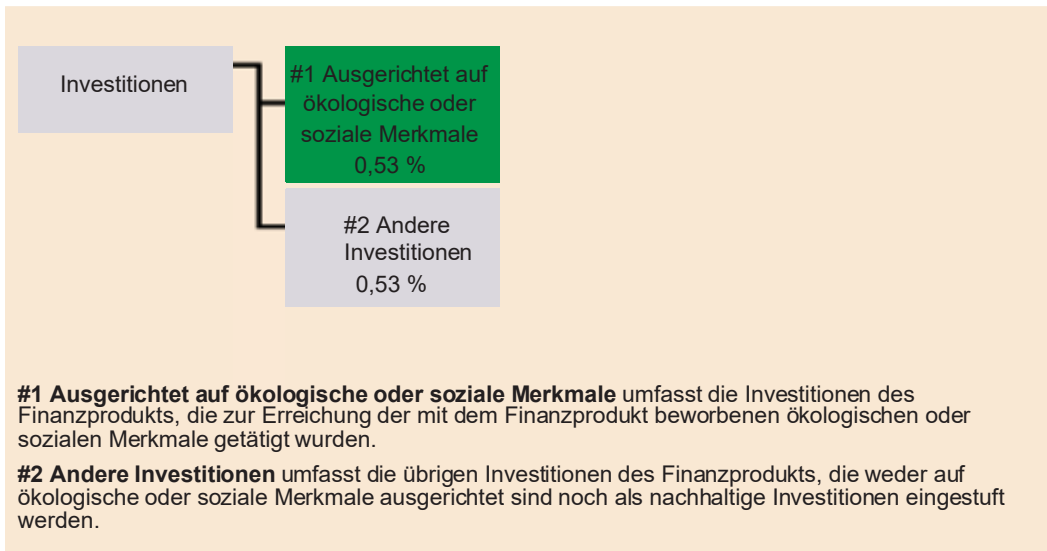 Investitionen
#1 Ausgerichtet auf
ökologische oder
soziale Merkmale
0,53 %
#2 Andere
Investitionen
0,53 %
#1 Ausgerichtet auf ökologische oder soziale Merkmale umfasst die Investitionen des
Finanzprodukts, die zur Erreichung der mit dem Finanzprodukt beworbenen ökologischen oder
sozialen Merkmale getätigt wurden.
#2 Andere Investitionen umfasst die übrigen Investitionen des Finanzprodukts, die weder auf
ökologische oder soziale Merkmale ausgerichtet sind noch als nachhaltige Investitionen eingestuft
werden.